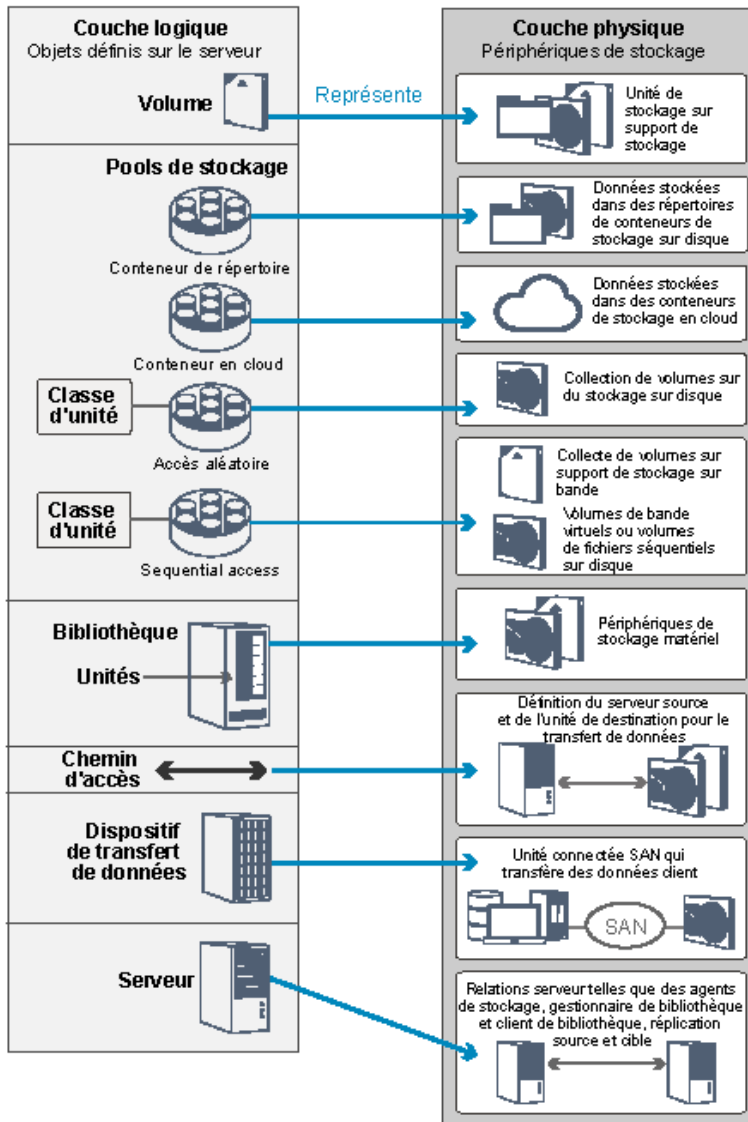 Couche logique
Objets définis sur le serveur
Volume
Représente
Pools de stockage
Conteneur de répertoire
Conteneur en cloud
Classe
d'unité
Accès aléatoire
Classe
d'unité
Sequential access
Bibliothèque
Unités
Chemin
d'accès
Dispositif
de transfert
de données
Serveur
Couche physique
Périphériques de stockage
Unité de
stockage sur
support de
stockage
Données stockées
dans des répertoires
de conteneurs de
stockage sur disque
Données stockées
dans des conteneurs
de stockage en cloud
Collection de volumes sur
du stockage sur disque
Collecte de volumes sur
support de stockage sur
bande
Volumes de bande
virtuels ou volumes
de fichiers séquentiels
sur disque
Périphériques de
stockage matériel
Définition du serveur source
et de l'unité de destination pour le
transfert de données
Unité connectée SAN qui
transfère des données client
SAN
Relations serveur telles que des agents
de stockage, gestionnaire de bibliothèque
et client de bibliothèque, réplication
source et cible